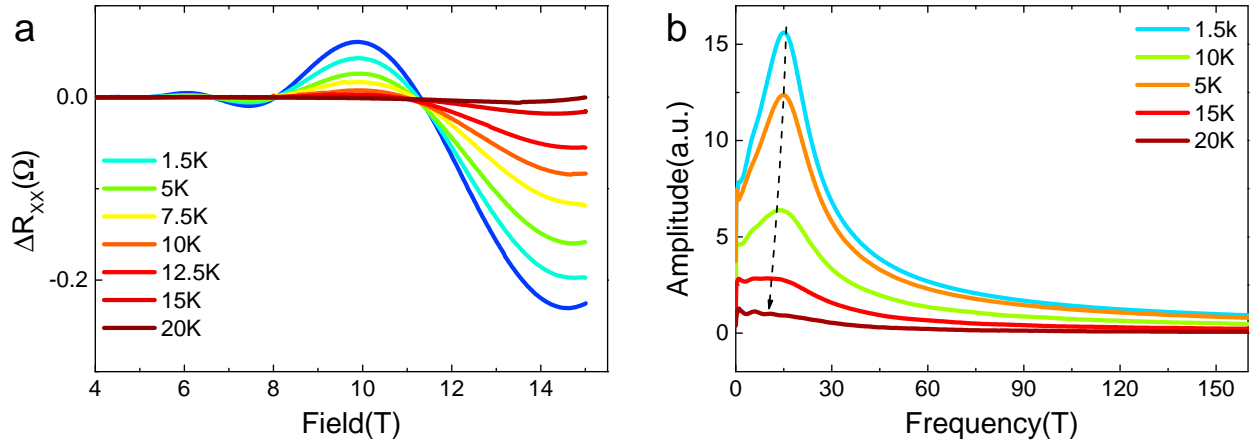 a
0.0
-0.2
ΔRxx(Ω)
1.5K
5K
7.5K
10K
12.5K
15K
20K
4 6 8 10 12 14
Field(T)
b
15
10
5
0
Amplitude(a.u.)
1.5k
10K
5K
15K
20K
0 30 60 90 120 150
Frequency(T)